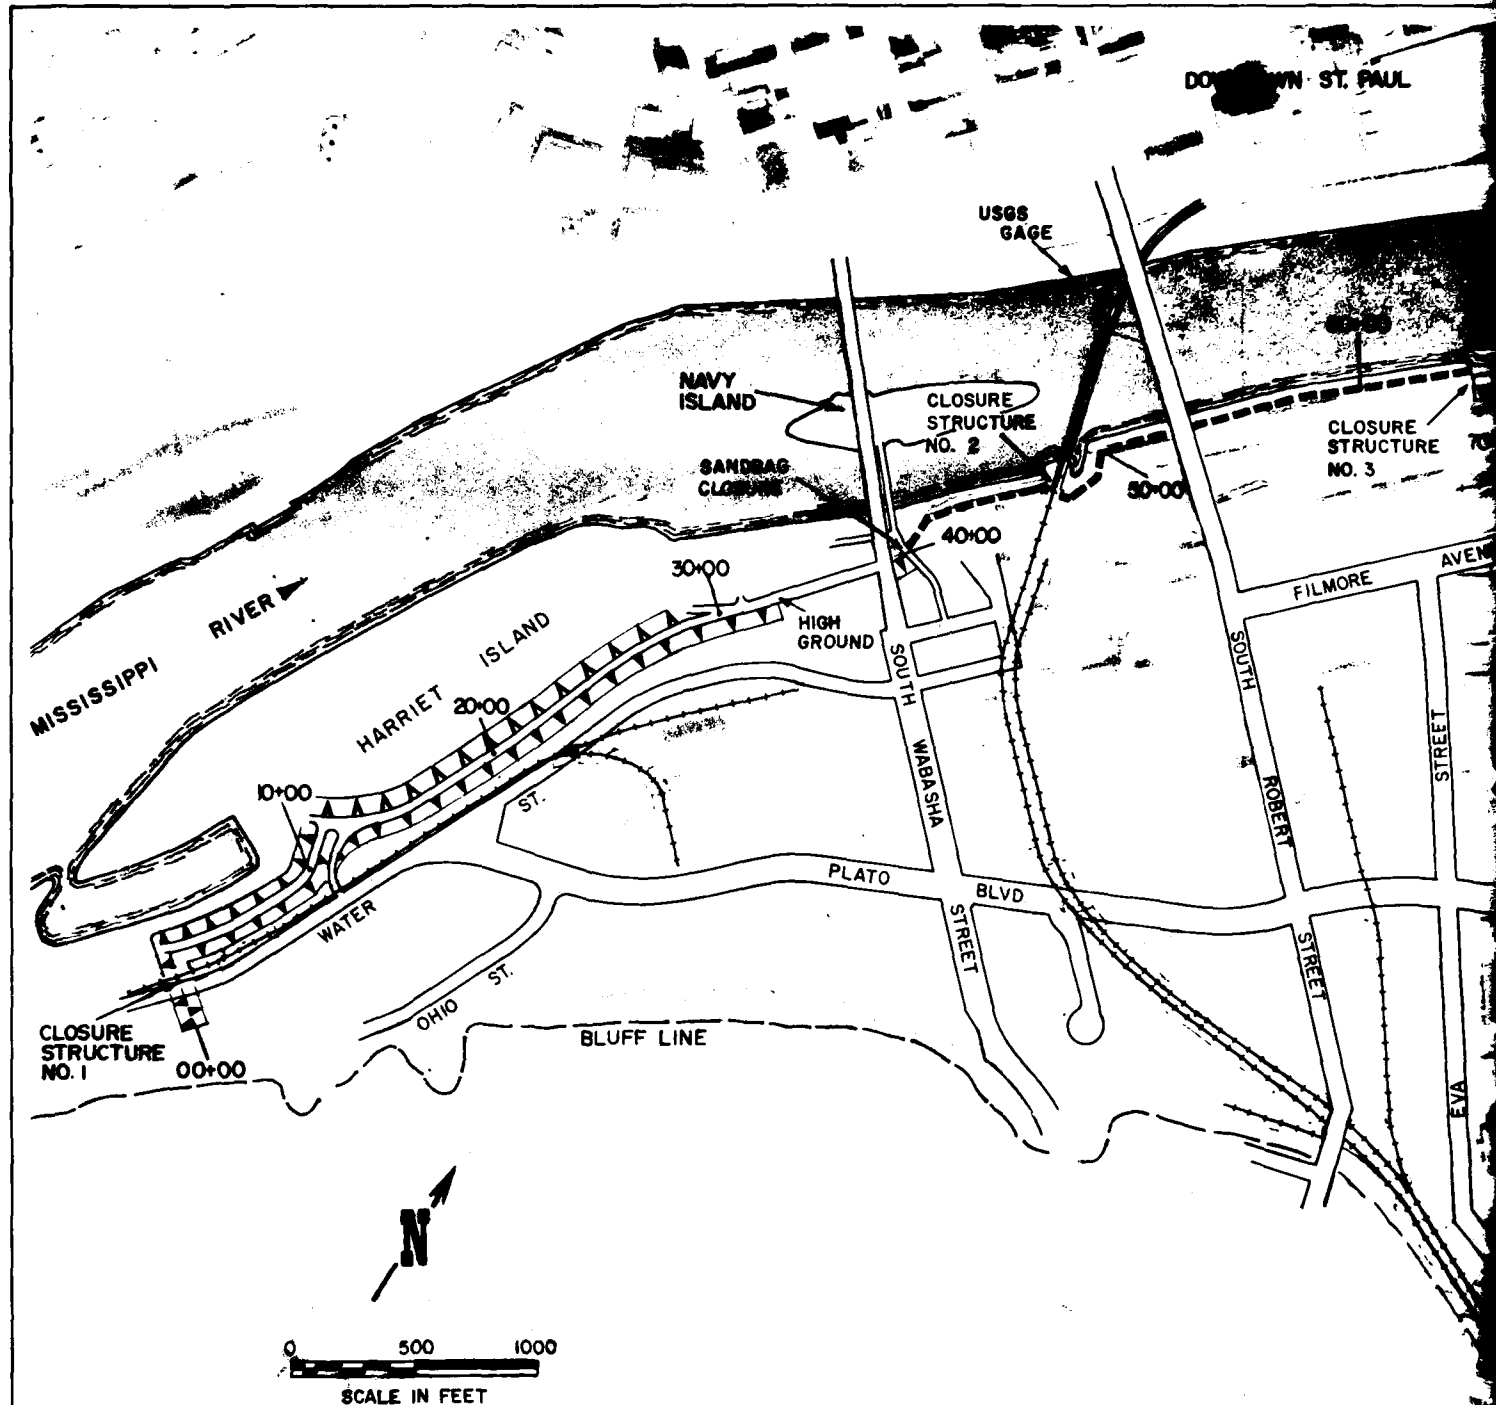 ST. PAUL
USGS
GAGE
NAVY
ISLAND
CLOSURE
STRUCTURE
NO. 2
CLOSURE
STRUCTURE
NO. 3
SANDBAG
CLOSURE
50+00
40+00
30+00
20+00
10+00
00+00
FILMORE
HIGH
GROUND
MISSISSIPPI
RIVER
HARRIET
ISLAND
SOUTH
WABASHA
STREET
SOUTH
ROBERT
STREET
STREET
EVA
ST.
PLATO
BLVD
WATER
OHIO
ST.
BLUFF LINE
CLOSURE
STRUCTURE
NO. 1
N
0 500 1000
SCALE IN FEET